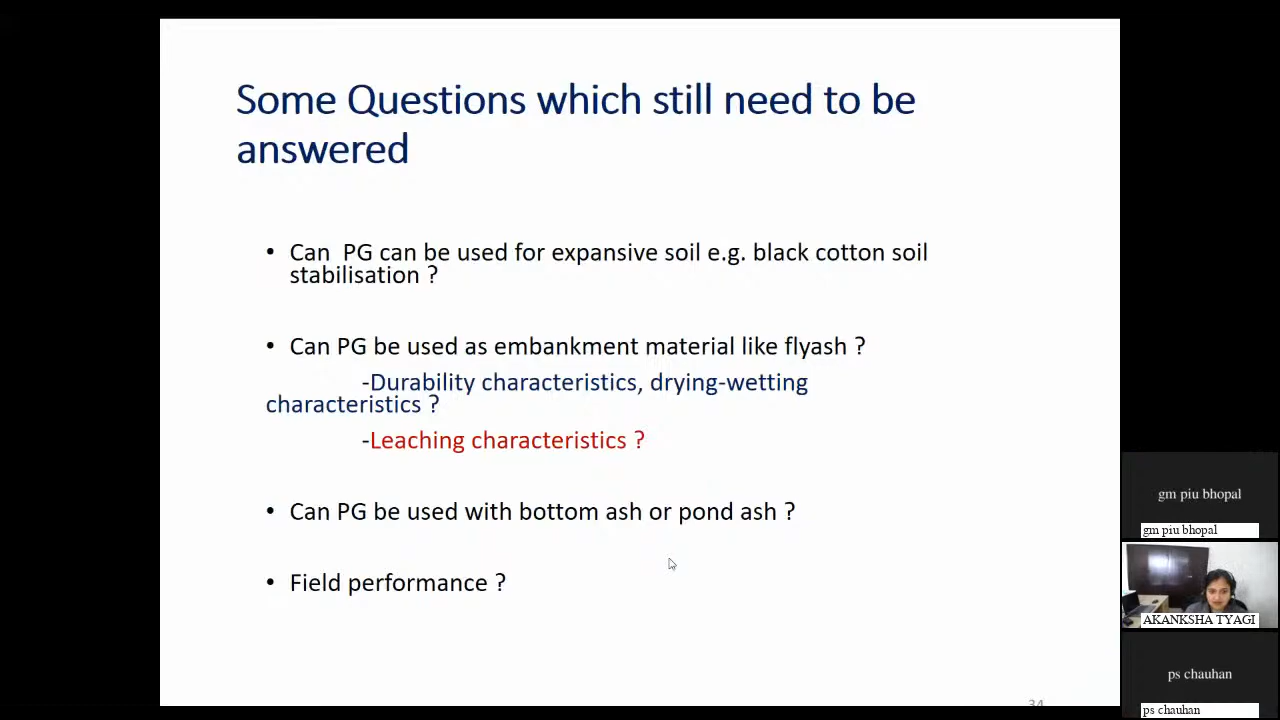 Some Questions which still need to be
answered
• Can PG can be used for expansive soil e.g. black cotton soil
stabilisation ?
• Can PG be used as embankment material like flyash ?
-Durability characteristics, drying-wetting
characteristics ?
-Leaching characteristics ?
• Can PG be used with bottom ash or pond ash ?
• Field performance ?
34
gm piu bhopal
gm piu bhopal
AKANKSHA TYAGI
ps chauhan
ps chauhan